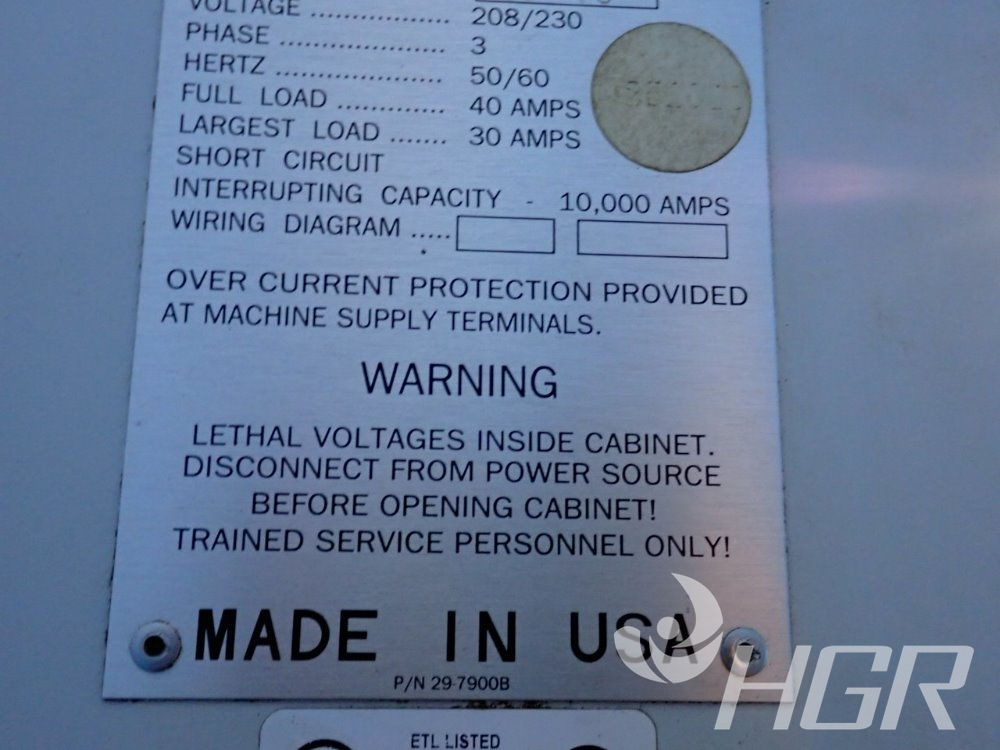 VOLTAGE ................ 208/230
PHASE ...................... 3
HERTZ ...................... 50/60
FULL LOAD .............. 40 AMPS
LARGEST LOAD ....... 30 AMPS
SHORT CIRCUIT
INTERRUPTING CAPACITY - 10,000 AMPS
WIRING DIAGRAM .....
OVER CURRENT PROTECTION PROVIDED
AT MACHINE SUPPLY TERMINALS.
WARNING
LETHAL VOLTAGES INSIDE CABINET.
DISCONNECT FROM POWER SOURCE
BEFORE OPENING CABINET!
TRAINED SERVICE PERSONNEL ONLY!
MADE IN USA
P/N 29-7900B
HGR
ETL LISTED